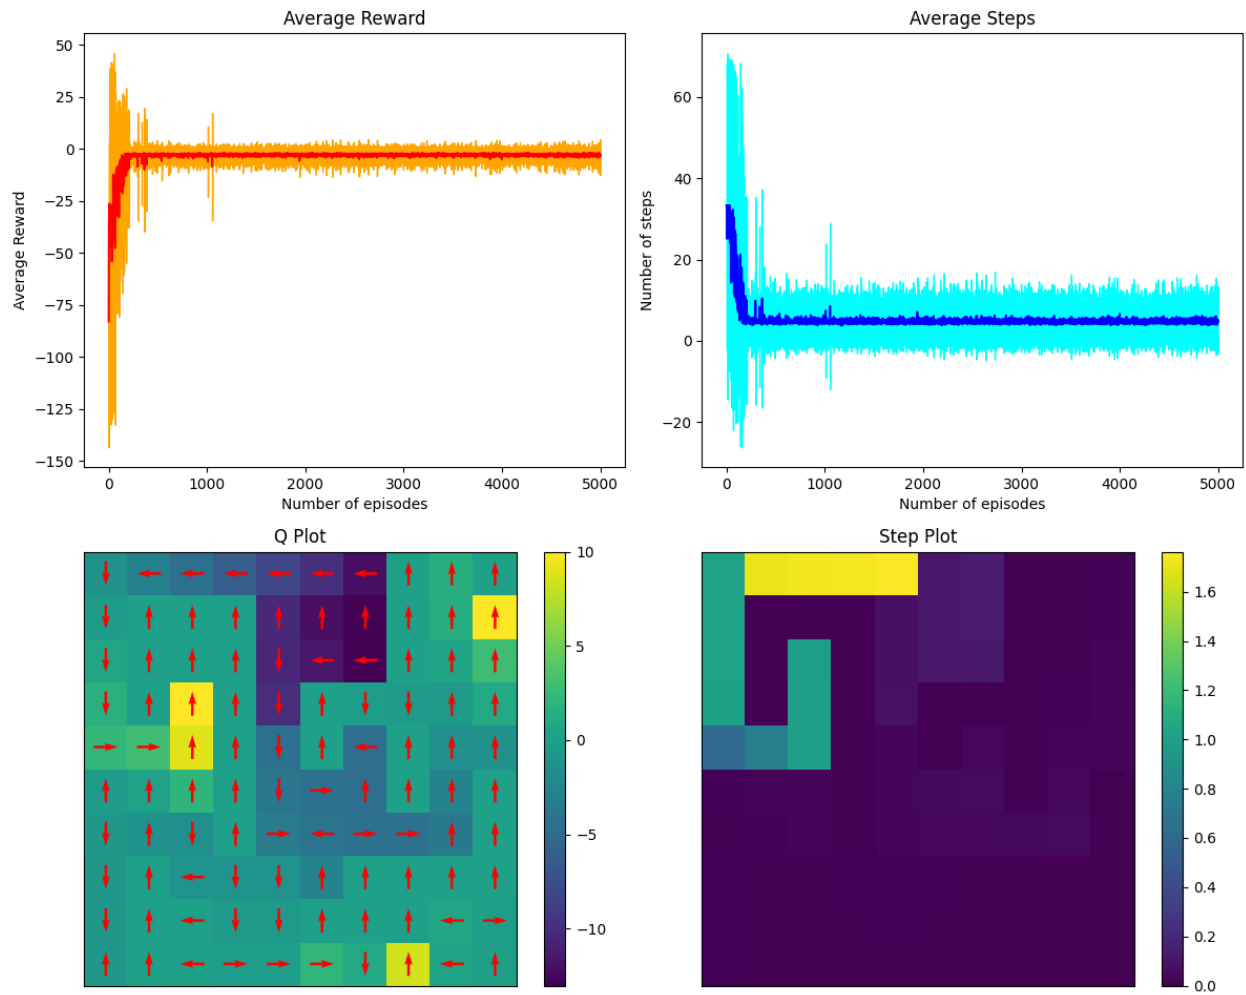 Average Reward
50
25
0
−25
−50
−75
−100
−125
−150
Average Reward
0 1000 2000 3000 4000 5000
Number of episodes
Average Steps
60
40
20
0
−20
Number of steps
0 1000 2000 3000 4000 5000
Number of episodes
Q Plot
10
5
0
−5
−10
Step Plot
1.6
1.4
1.2
1.0
0.8
0.6
0.4
0.2
0.0